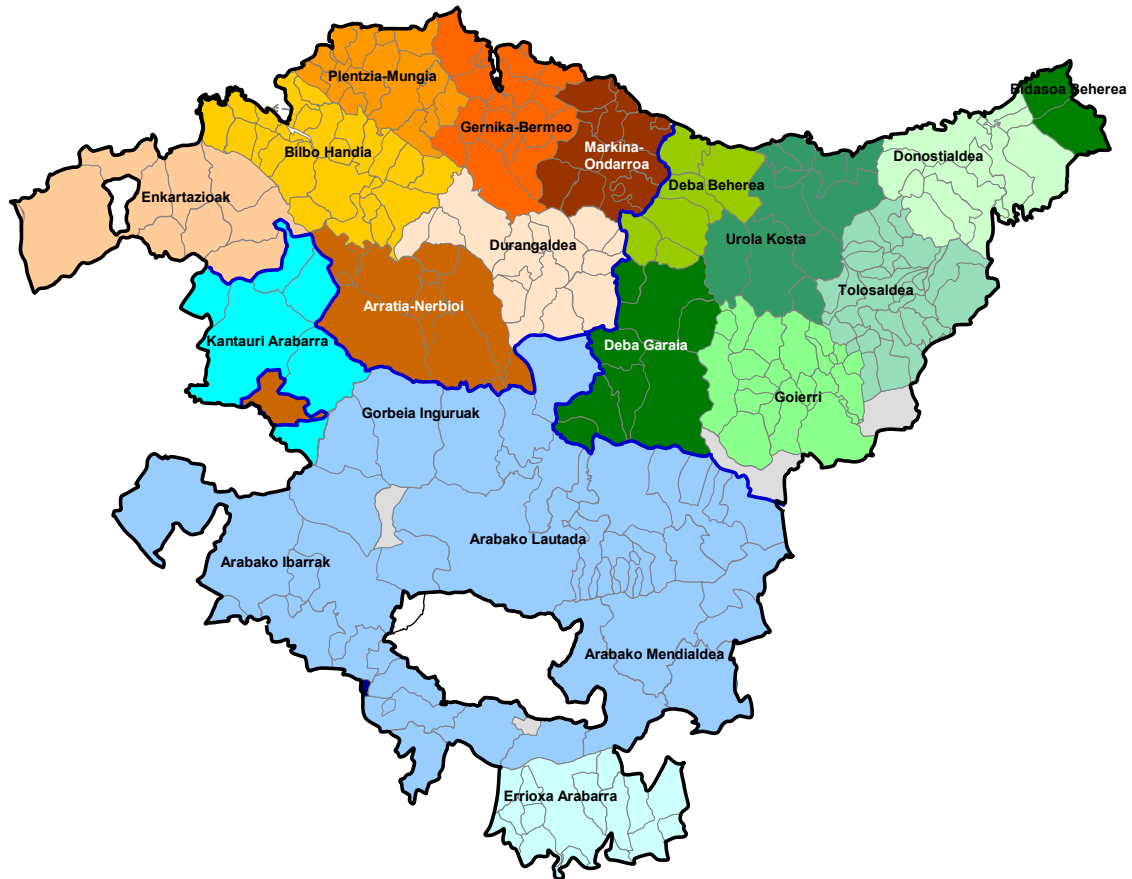 Plentzia-Mungia
Bidasoa Beherea
Gernika-Bermeo
Bilbo Handia
Markina-
Ondarroa
Donostialdea
Deba Beherea
Enkartazioak
Durangaldea
Urola Kosta
Tolosaldea
Arratia-Nerbioi
Kantauri Arabarra
Deba Garaia
Goierri
Gorbeia Inguruak
Arabako Lautada
Arabako Ibarrak
Arabako Mendialdea
Errioxa Arabarra